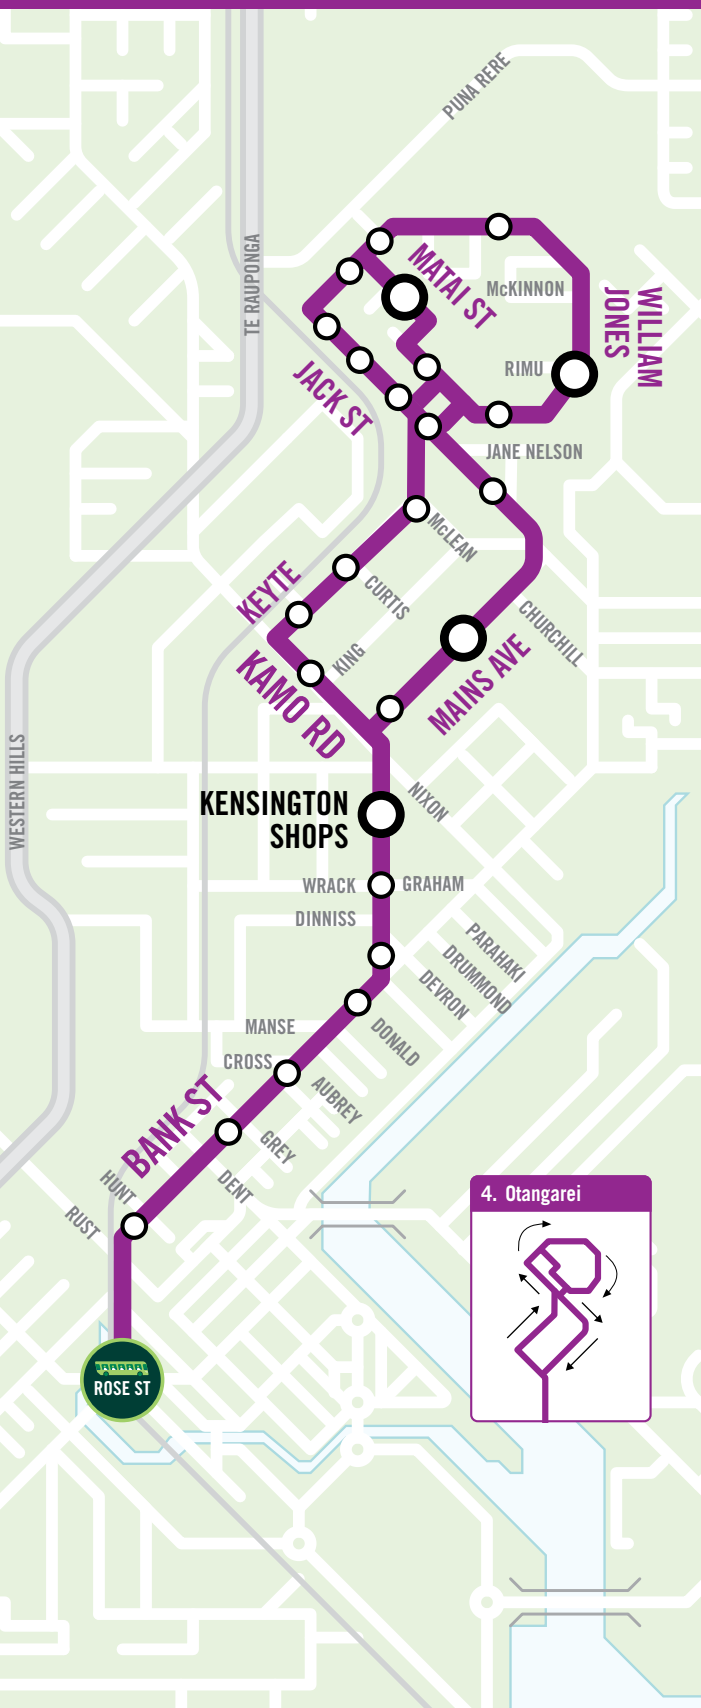 PUNA RERE
TE RAUPONGA
MATAI ST
McKINNON
WILLIAM
JONES
RIMU
JACK ST
JANE NELSON
McLEAN
KEYTE
CURTIS
CHURCHILL
KING
MAINS AVE
KAMO RD
WESTERN HILLS
KENSINGTON
SHOPS
NIXON
WRACK
GRAHAM
DINNISS
PARAHAKI
DRUMMOND
DEVRON
MANSE
DONALD
CROSS
AUBREY
BANK ST
GREY
DENT
HUNT
RUST
4. Otangarei
ROSE ST